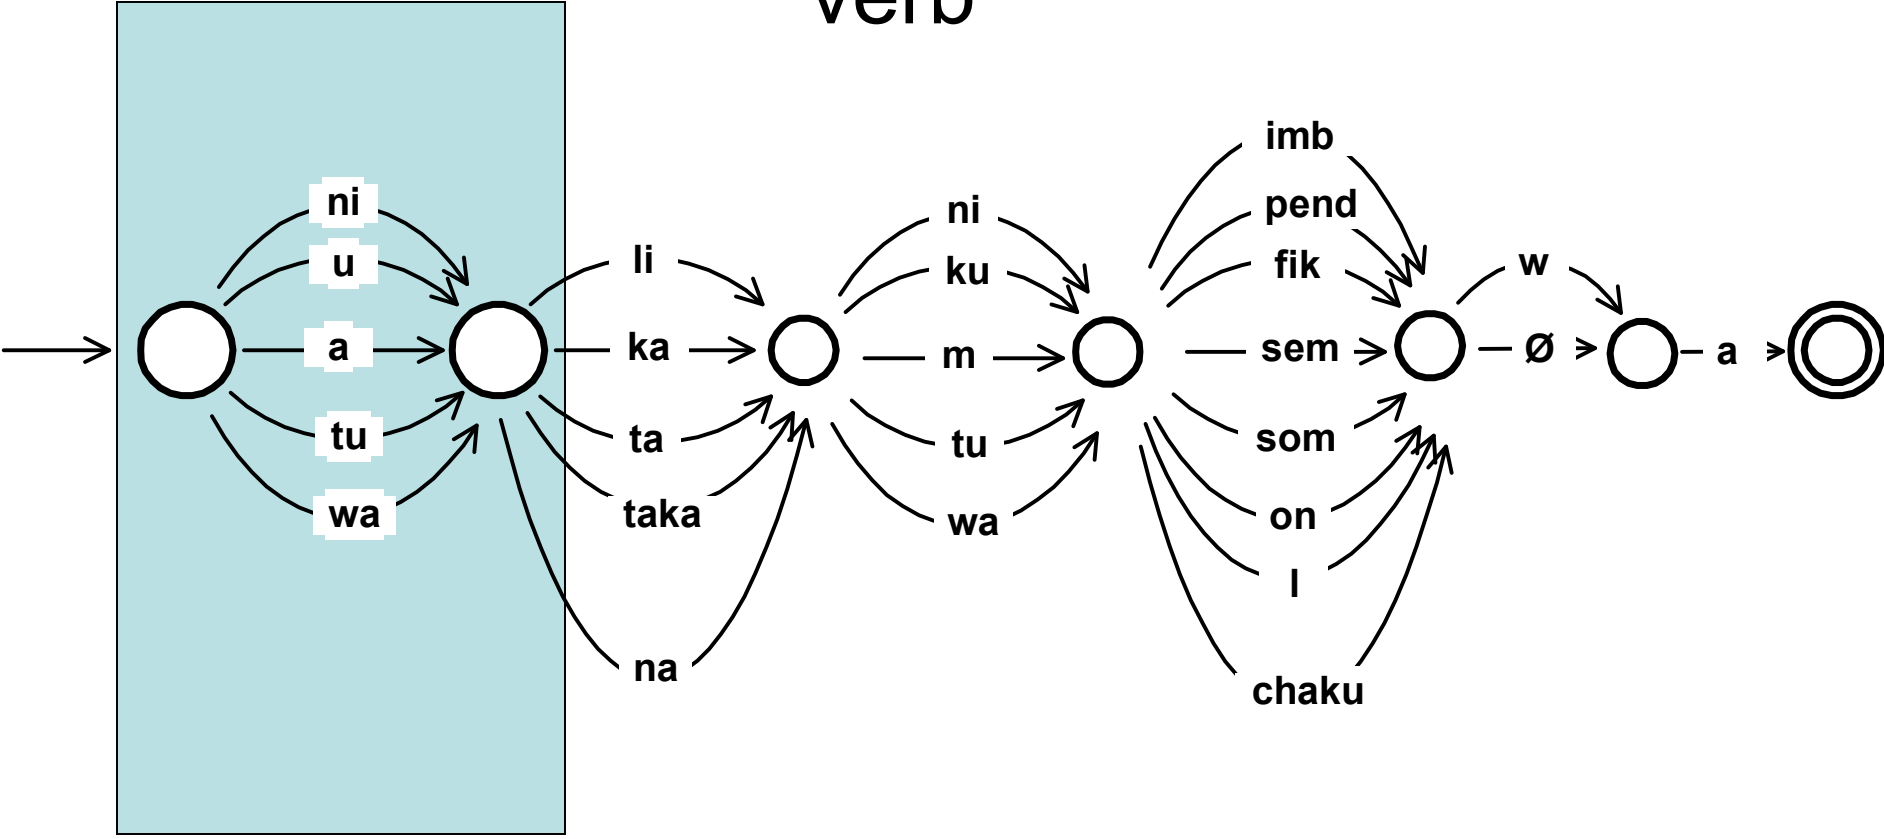 verb
ni
u
a
tu
wa
li
ka
ta
taka
na
ni
ku
m
tu
wa
imb
pend
fik
sem
som
on
l
chaku
w
Ø
a